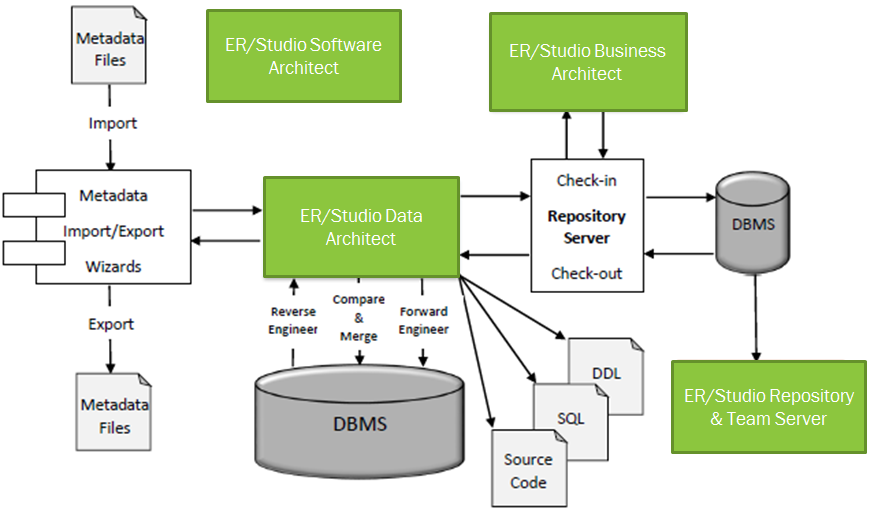 Metadata
Files
ER/Studio Software
Architect
ER/Studio Business
Architect
Import
Metadata
Import/Export
Wizards
ER/Studio Data
Architect
Check-in
Repository
Server
Check-out
DBMS
Export
Reverse
Engineer
Compare
&
Merge
Forward
Engineer
Metadata
Files
DBMS
DDL
SQL
Source
Code
ER/Studio Repository
& Team Server